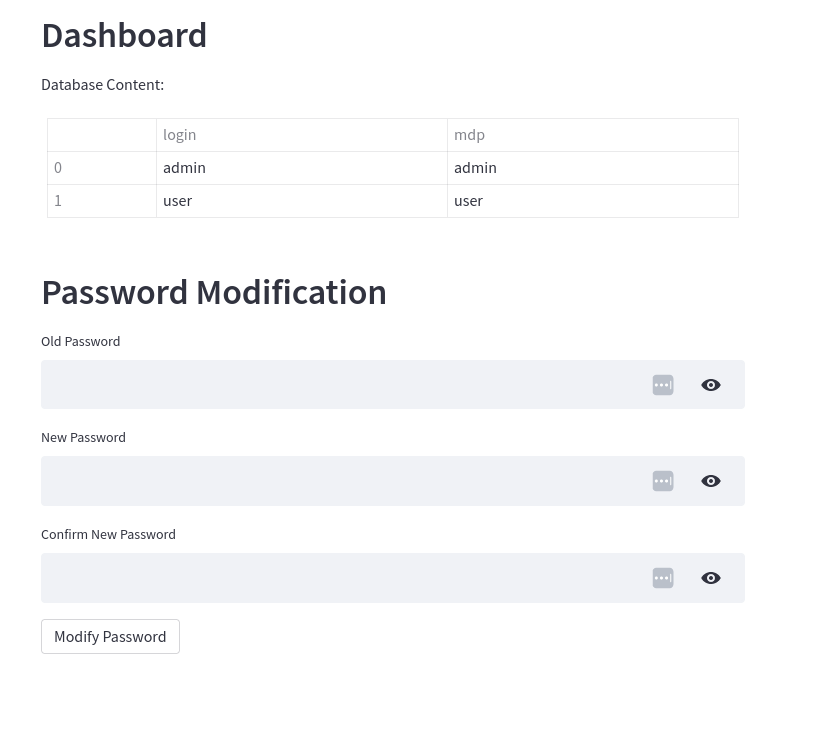 Dashboard
Database Content:
login mdp
0 admin admin
1 user user
Password Modification
Old Password
New Password
Confirm New Password
Modify Password